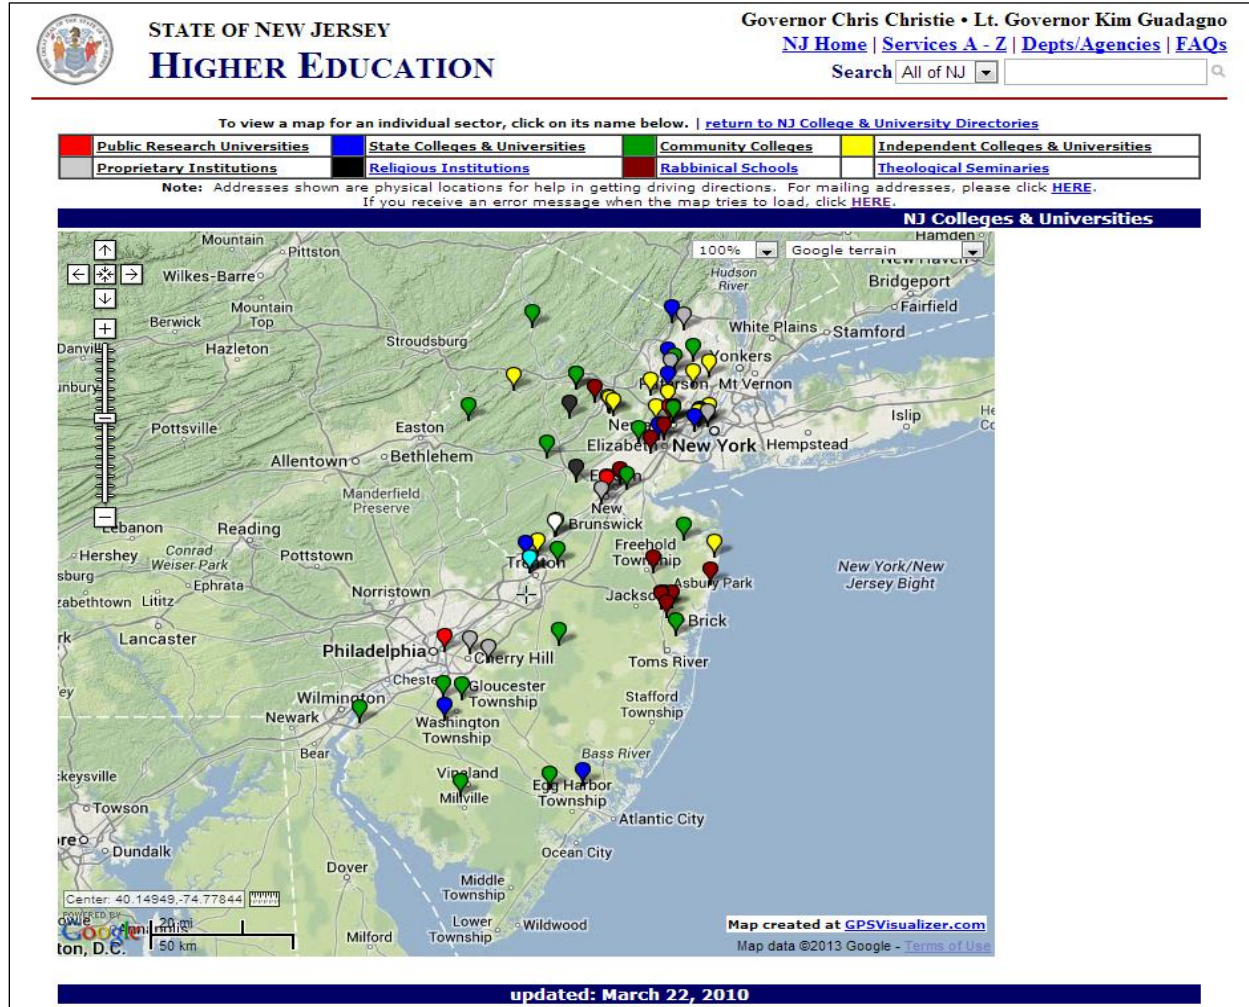 STATE OF NEW JERSEY
HIGHER EDUCATION
Governor Chris Christie • Lt. Governor Kim Guadagno
NJ Home | Services A - Z | Depts/Agencies | FAQs
Search All of NJ
To view a map for an individual sector, click on its name below. | return to NJ College & University Directories
Public Research Universities State Colleges & Universities Community Colleges Independent Colleges & Universities
Proprietary Institutions Religious Institutions Rabbinical Schools Theological Seminaries
Note: Addresses shown are physical locations for help in getting driving directions. For mailing addresses, please click HERE.
If you receive an error message when the map tries to load, click HERE.
NJ Colleges & Universities
100% Google terrain
Mountain
Pittston
Hamden
New Haven
Wilkes-Barre
Hudson
River
Bridgeport
Fairfield
Mountain
Top
Berwick
White Plains
Stamford
Hazleton
Stroudsburg
Yonkers
Mt Vernon
Islip
Pottsville
Easton
Elizabeth
New York
Hempstead
Allentown
Bethlehem
Manderfield
Preserve
New
Brunswick
Lebanon
Reading
Hershey
Conrad
Weiser Park
Pottstown
Freehold
Township
Trenton
New York/New
Jersey Bight
Ephrata
Lititz
Norristown
Asbury Park
Jackson
Brick
Lancaster
Philadelphia
Cherry Hill
Toms River
Chester
Gloucester
Township
Wilmington
Newark
Stafford
Township
Washington
Township
Bear
Bass River
Vineland
Millville
Egg Harbor
Township
Towson
Atlantic City
Dundalk
Ocean City
Dover
Middle
Township
Center: 40.14949,-74.77844
POWERED BY
Google
20 mi
50 km
ton, D.C.
Milford
Lower
Township
Wildwood
Map created at GPSVisualizer.com
Map data ©2013 Google - Terms of Use
updated: March 22, 2010